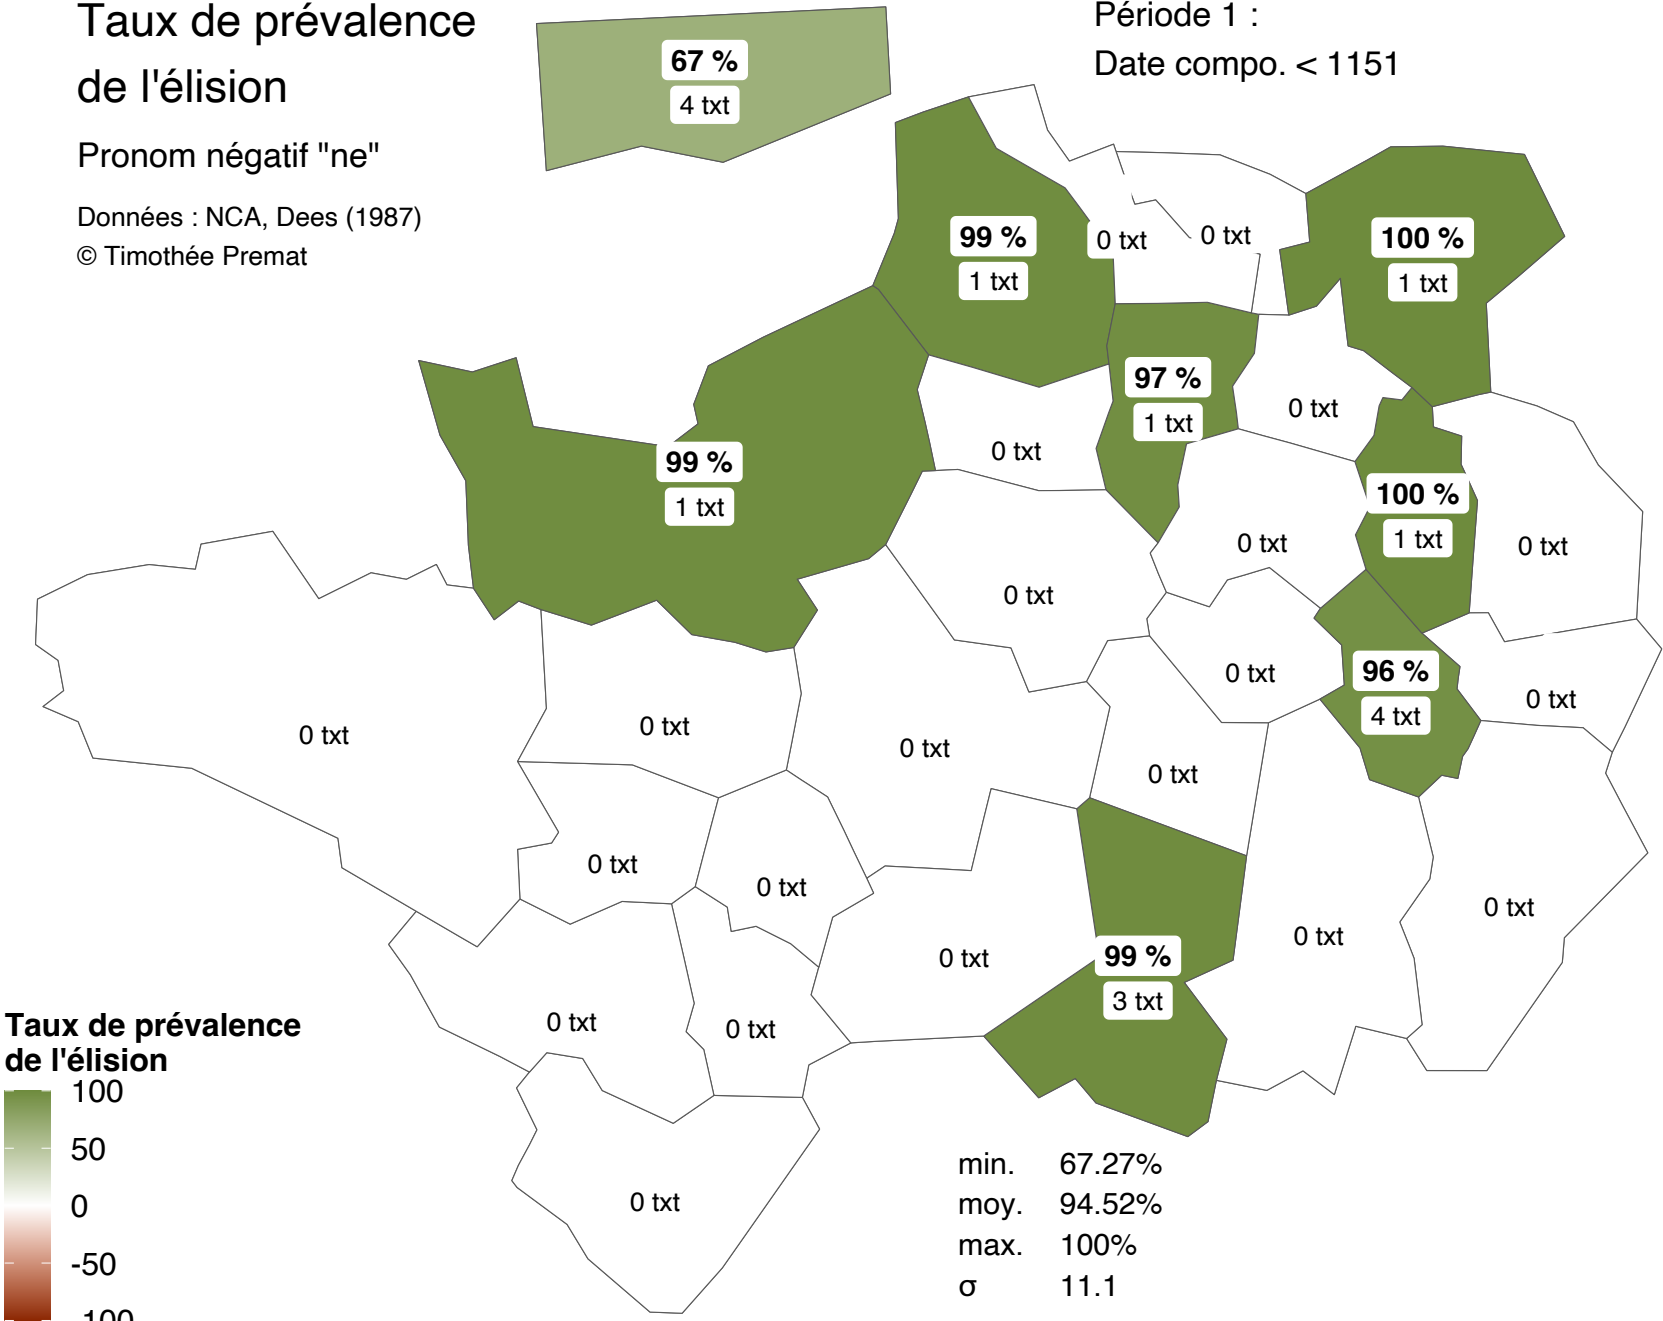 Taux de prévalence
de l'élision
Pronom négatif "ne"
Données : NCA, Dees (1987)
© Timothée Premat
Période 1 :
Date compo. < 1151
67 %
4 txt
99 %
1 txt
0 txt
0 txt
100 %
1 txt
97 %
1 txt
0 txt
0 txt
99 %
1 txt
100 %
1 txt
0 txt
0 txt
0 txt
0 txt
96 %
4 txt
0 txt
0 txt
0 txt
0 txt
0 txt
0 txt
0 txt
0 txt
0 txt
0 txt
99 %
3 txt
0 txt
0 txt
0 txt
0 txt
Taux de prévalence
de l'élision
100
50
0
-50
-100
min. 67.27%
moy. 94.52%
max. 100%
σ 11.1